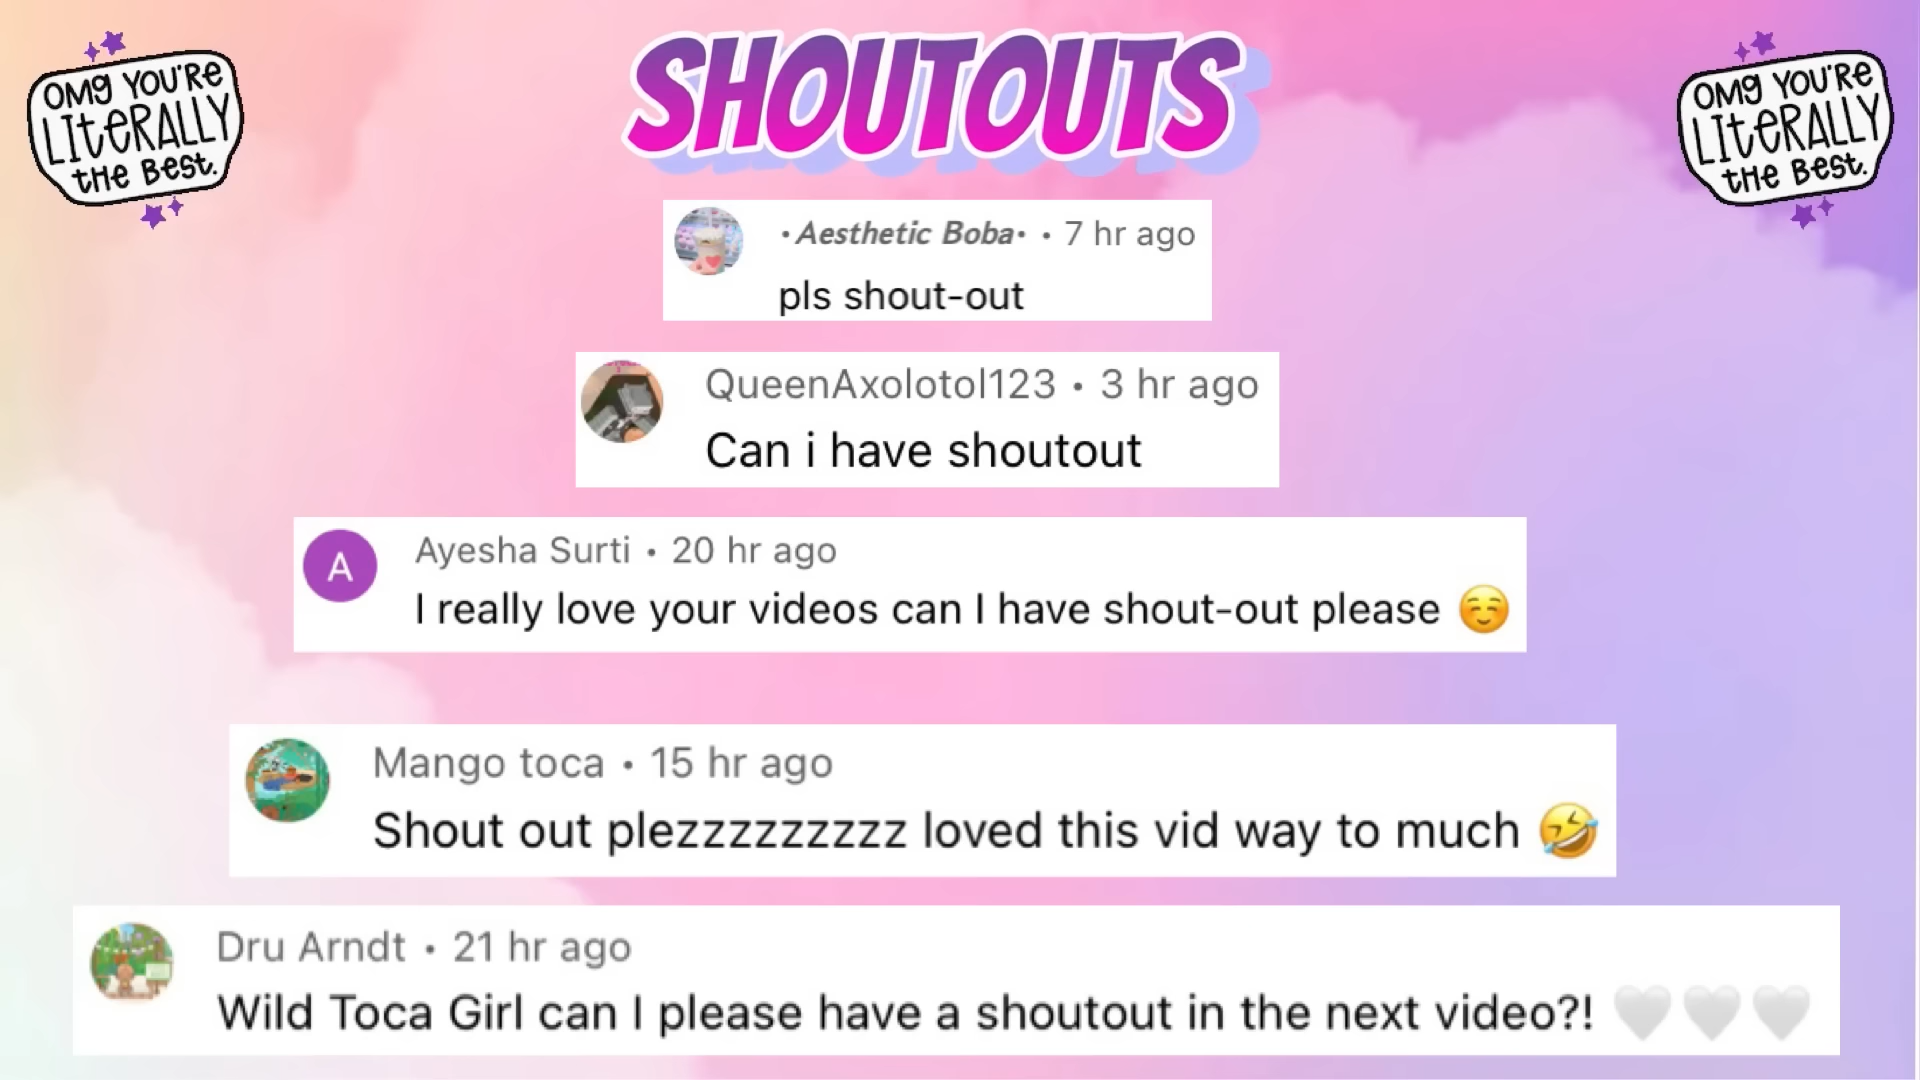 OMG YOU'RE
LITERALLY
THE BEST.
SHOUTOUTS
OMG YOU'RE
LITERALLY
THE BEST.
•Aesthetic Boba• • 7 hr ago
pls shout-out
QueenAxolotol123 • 3 hr ago
Can i have shoutout
A
Ayesha Surti • 20 hr ago
I really love your videos can I have shout-out please ☺️
Mango toca • 15 hr ago
Shout out plezzzzzzzzz loved this vid way to much 🤣
Dru Arndt • 21 hr ago
Wild Toca Girl can I please have a shoutout in the next video?! 🤍🤍🤍